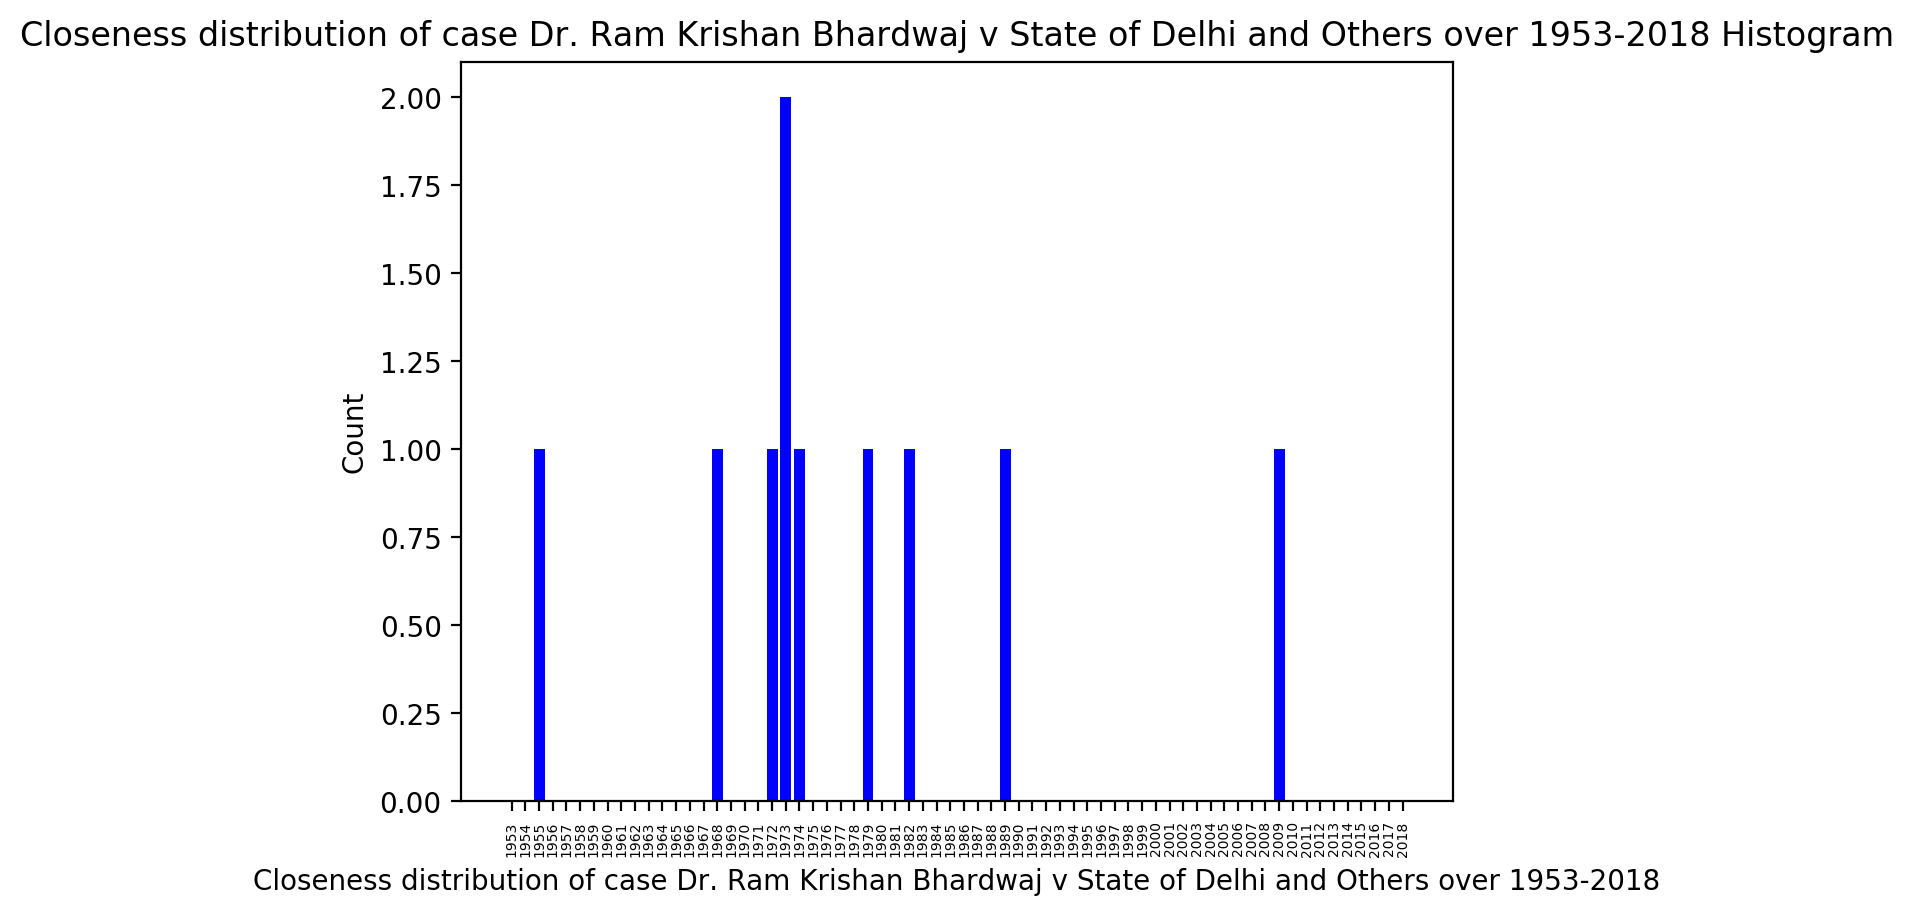 Closeness distribution of case Dr. Ram Krishan Bhardwaj v State of Delhi and Others over 1953-2018 Histogram
2.00
1.75
1.50
1.25
1.00
0.75
0.50
0.25
0.00
Count
1953 1954 1955 1956 1957 1958 1959 1960 1961 1962 1963 1964 1965 1966 1967 1968 1969 1970 1971 1972 1973 1974 1975 1976 1977 1978 1979 1980 1981 1982 1983 1984 1985 1986 1987 1988 1989 1990 1991 1992 1993 1994 1995 1996 1997 1998 1999 2000 2001 2002 2003 2004 2005 2006 2007 2008 2009 2010 2011 2012 2013 2014 2015 2016 2017 2018
Closeness distribution of case Dr. Ram Krishan Bhardwaj v State of Delhi and Others over 1953-2018